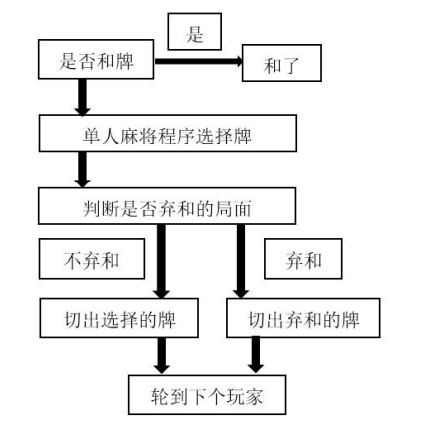 是
是否和牌
和了
单人麻将程序选择牌
判断是否弃和的局面
不弃和
弃和
切出选择的牌
切出弃和的牌
轮到下个玩家